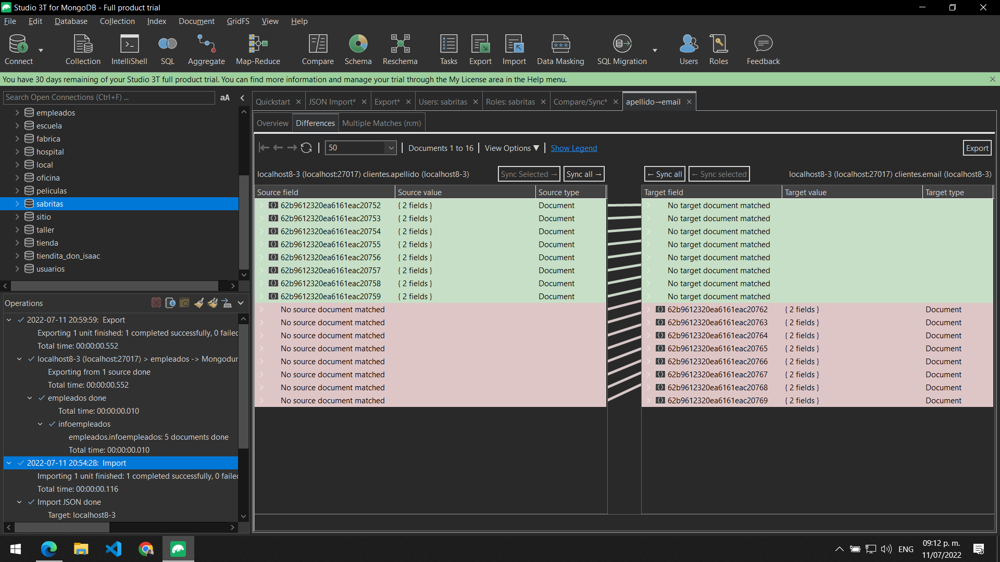 Studio 3T for MongoDB - Full product trial
File Edit Database Collection Index Document GridFS View Help
Connect Collection IntelliShell SQL Aggregate Map-Reduce Compare Schema Reschema Tasks Export Import Data Masking SQL Migration Users Roles Feedback
You have 30 days remaining of your Studio 3T full product trial. You can find more information and manage your trial through the My License area in the Help menu.
Search Open Connections (Ctrl+F) ... aA
empleados
escuela
fabrica
hospital
local
oficina
peliculas
sabritas
sitio
taller
tienda
tiendita_don_isaac
usuarios
Operations
2022-07-11 20:59:59: Export
Exporting 1 unit finished: 1 completed successfully, 0 failed
Total time: 00:00:00.552
localhost8-3 (localhost:27017) > empleados -> Mongodur
Exporting from 1 source done
Total time: 00:00:00.552
empleados done
Total time: 00:00:00.010
infoempleados
empleados.infoempleados: 5 documents done
Total time: 00:00:00.010
2022-07-11 20:54:28: Import
Importing 1 unit finished: 1 completed successfully, 0 failed
Total time: 00:00:00.116
Import JSON done
Target: localhost8-3
Quickstart JSON Import* Export* Users: sabritas Roles: sabritas Compare/Sync* apellido→email
Overview Differences Multiple Matches (n:m)
50 Documents 1 to 16 View Options ▼ Show Legend Export
localhost8-3 (localhost:27017) clientes.apellido (localhost8-3) Sync Selected → Sync all → ← Sync all ← Sync selected localhost8-3 (localhost:27017) clientes.email (localhost8-3)
Source field Source value Source type Target field Target value Target type
62b9612320ea6161eac20752 { 2 fields } Document No target document matched
62b9612320ea6161eac20753 { 2 fields } Document No target document matched
62b9612320ea6161eac20754 { 2 fields } Document No target document matched
62b9612320ea6161eac20755 { 2 fields } Document No target document matched
62b9612320ea6161eac20756 { 2 fields } Document No target document matched
62b9612320ea6161eac20757 { 2 fields } Document No target document matched
62b9612320ea6161eac20758 { 2 fields } Document No target document matched
62b9612320ea6161eac20759 { 2 fields } Document No target document matched
No source document matched 62b9612320ea6161eac20762 { 2 fields } Document
No source document matched 62b9612320ea6161eac20763 { 2 fields } Document
No source document matched 62b9612320ea6161eac20764 { 2 fields } Document
No source document matched 62b9612320ea6161eac20765 { 2 fields } Document
No source document matched 62b9612320ea6161eac20766 { 2 fields } Document
No source document matched 62b9612320ea6161eac20767 { 2 fields } Document
No source document matched 62b9612320ea6161eac20768 { 2 fields } Document
No source document matched 62b9612320ea6161eac20769 { 2 fields } Document
ENG
09:12 p. m.
11/07/2022